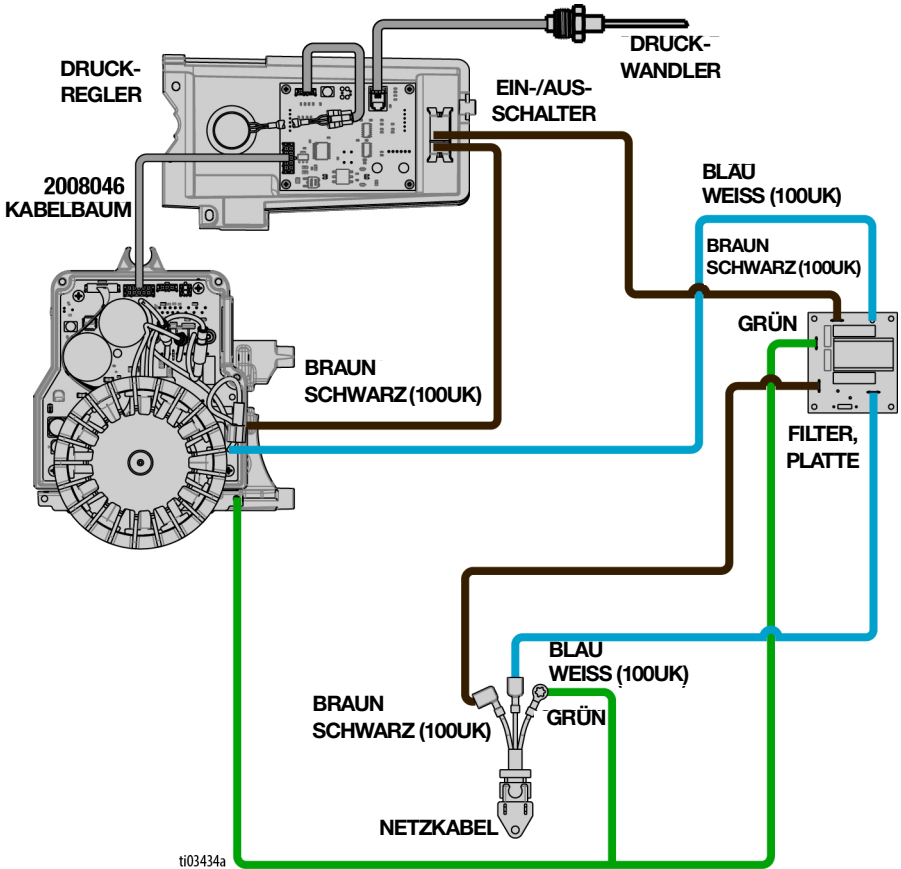 DRUCK-
WANDLER
DRUCK-
REGLER
EIN-/AUS-
SCHALTER
2008046
KABELBAUM
BLAU
WEISS (100UK)
BRAUN
SCHWARZ (100UK)
GRÜN
BRAUN
SCHWARZ (100UK)
FILTER,
PLATTE
BLAU
WEISS (100UK)
BRAUN
SCHWARZ (100UK)
GRÜN
NETZKABEL
ti03434a